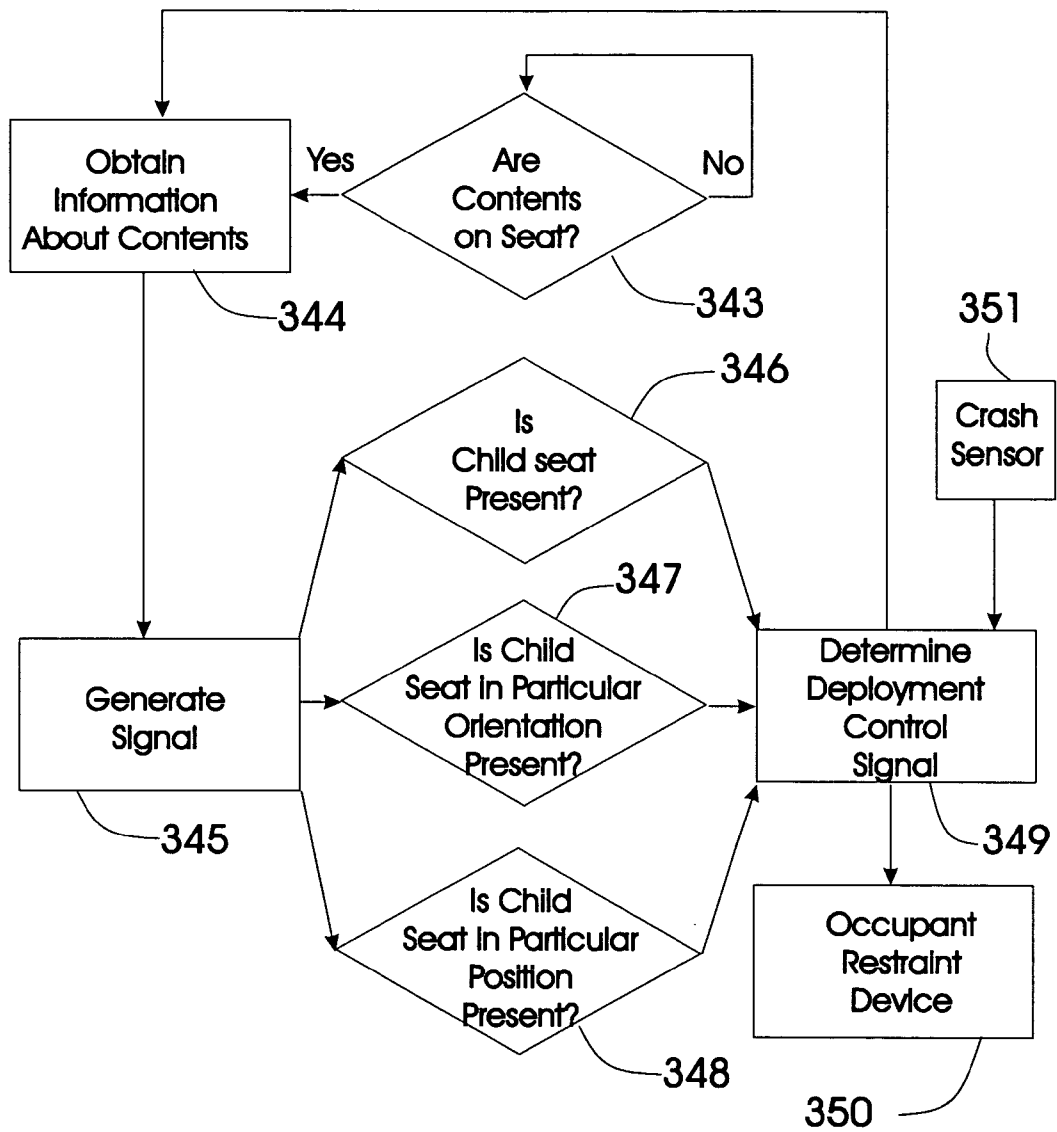 Obtain
Information
About Contents
344
Yes
Are
Contents
on Seat?
No
343
346
Is
Child seat
Present?
351
Crash
Sensor
347
Is Child
Seat in Particular
Orientation
Present?
Generate
Signal
345
Determine
Deployment
Control
Signal
349
Is Child
Seat in Particular
Position
Present?
348
Occupant
Restraint
Device
350